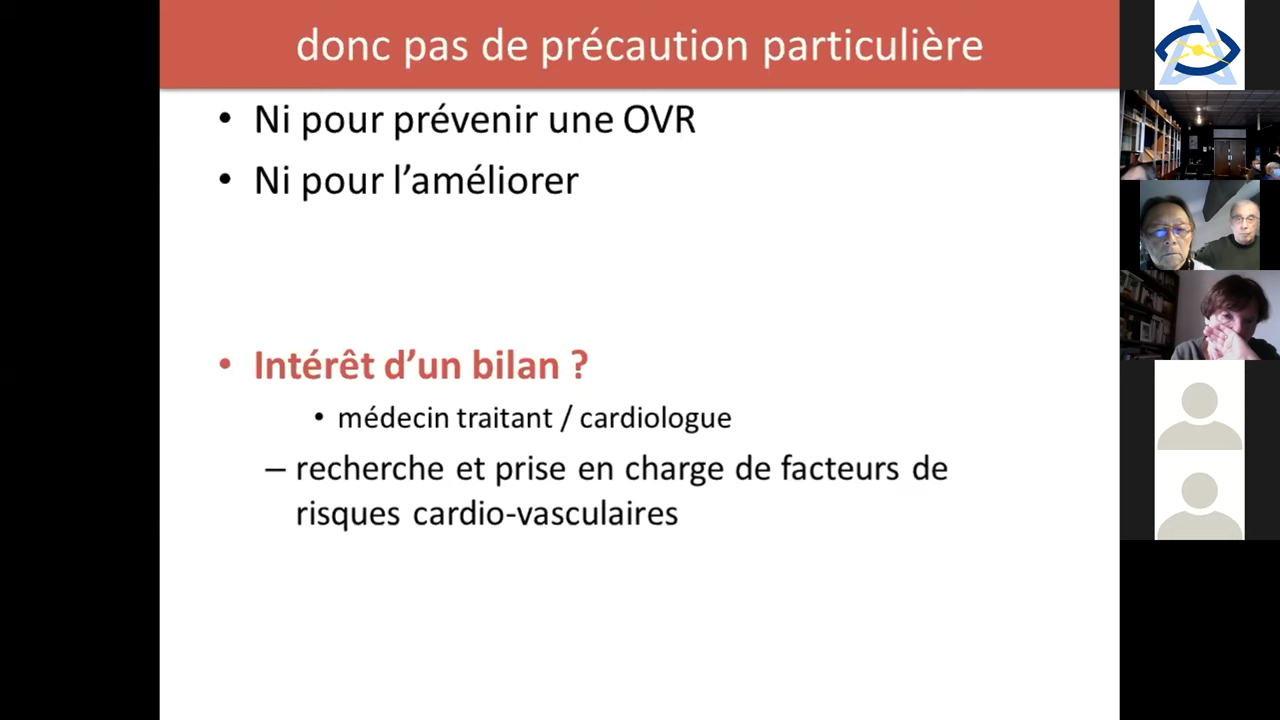 donc pas de précaution particulière
• Ni pour prévenir une OVR
• Ni pour l’améliorer
• Intérêt d’un bilan ?
• médecin traitant / cardiologue
– recherche et prise en charge de facteurs de
risques cardio-vasculaires